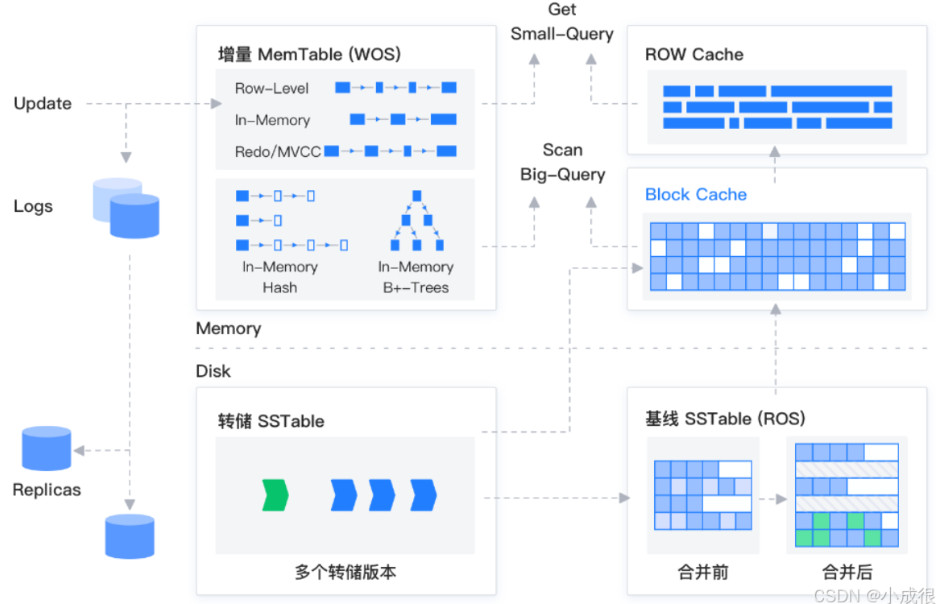 Get
Small-Query
增量 MemTable (WOS)
Row-Level
In-Memory
Redo/MVCC
In-Memory
Hash
In-Memory
B+-Trees
ROW Cache
Update
Logs
Scan
Big-Query
Block Cache
Memory
Disk
转储 SSTable
多个转储版本
基线 SSTable (ROS)
合并前
合并后
Replicas
CSDN @小成很